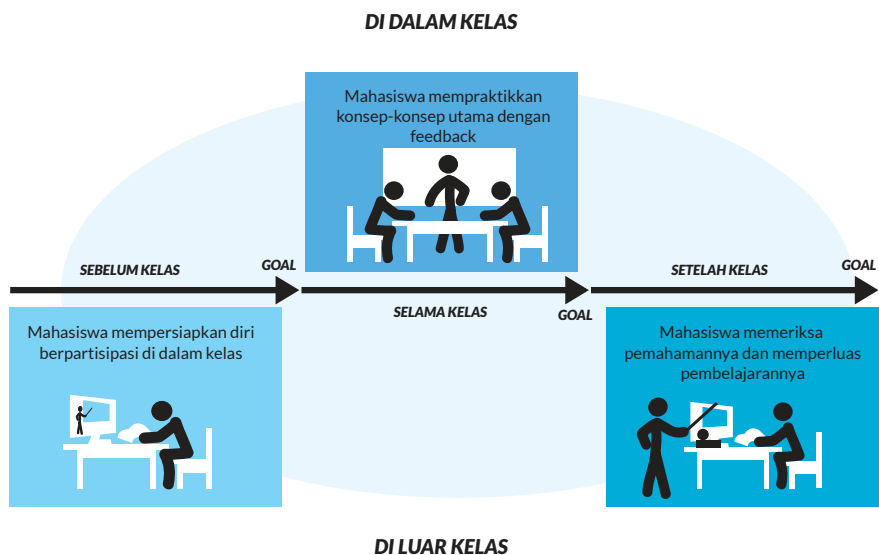 DI DALAM KELAS
Mahasiswa mempraktikkan
konsep-konsep utama dengan
feedback
SEBELUM KELAS
GOAL
SELAMA KELAS
GOAL
SETELAH KELAS
GOAL
Mahasiswa mempersiapkan diri
berpartisipasi di dalam kelas
Mahasiswa memeriksa
pemahamannya dan memperluas
pembelajarannya
DI LUAR KELAS